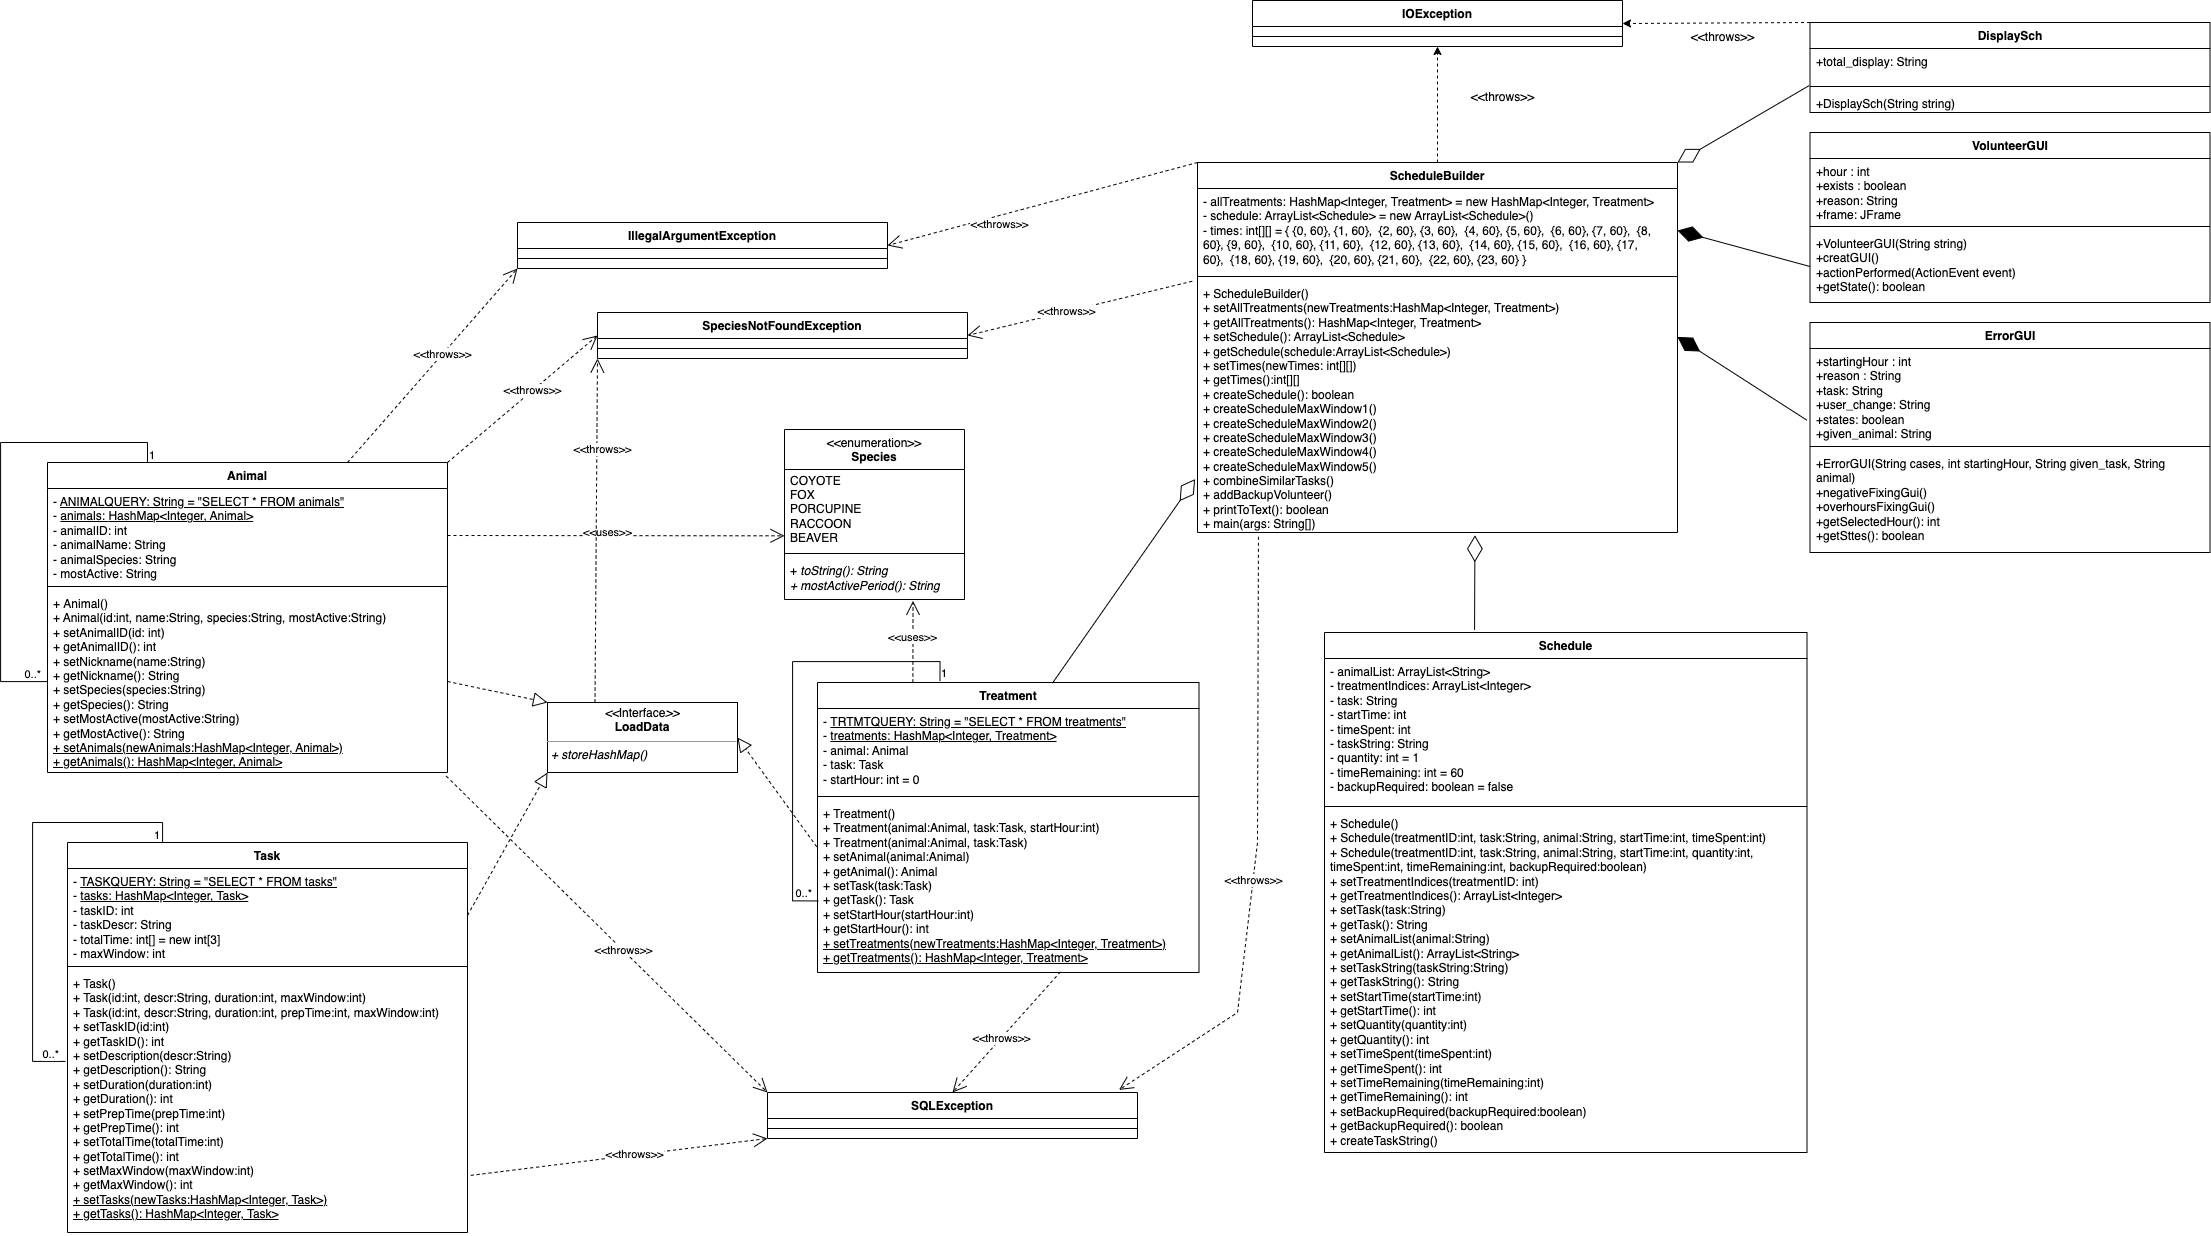 IOException
<<throws>>
<<throws>>
DisplaySch
+total_display: String
+DisplaySch(String string)
VolunteerGUI
+hour : int
+exists : boolean
+reason: String
+frame: JFrame
+VolunteerGUI(String string)
+creatGUI()
+actionPerformed(ActionEvent event)
+getState(): boolean
ErrorGUI
+startingHour : int
+reason : String
+task: String
+user_change: String
+states: boolean
+given_animal: String
+ErrorGUI(String cases, int startingHour, String given_task, String
animal)
+negativeFixingGui()
+overhoursFixingGui()
+getSelectedHour(): int
+getSttes(): boolean
ScheduleBuilder
- allTreatments: HashMap<Integer, Treatment> = new HashMap<Integer, Treatment>
- schedule: ArrayList<Schedule> = new ArrayList<Schedule>()
- times: int[][] = { {0, 60}, {1, 60}, {2, 60}, {3, 60}, {4, 60}, {5, 60}, {6, 60}, {7, 60}, {8,
60}, {9, 60}, {10, 60}, {11, 60}, {12, 60}, {13, 60}, {14, 60}, {15, 60}, {16, 60}, {17,
60}, {18, 60}, {19, 60}, {20, 60}, {21, 60}, {22, 60}, {23, 60} }
+ ScheduleBuilder()
+ setAllTreatments(newTreatments:HashMap<Integer, Treatment>)
+ getAllTreatments(): HashMap<Integer, Treatment>
+ setSchedule(): ArrayList<Schedule>
+ getSchedule(schedule:ArrayList<Schedule>)
+ setTimes(newTimes: int[][])
+ getTimes():int[][]
+ createSchedule(): boolean
+ createScheduleMaxWindow1()
+ createScheduleMaxWindow2()
+ createScheduleMaxWindow3()
+ createScheduleMaxWindow4()
+ createScheduleMaxWindow5()
+ combineSimilarTasks()
+ addBackupVolunteer()
+ printToText(): boolean
+ main(args: String[])
<<throws>>
IllegalArgumentException
<<throws>>
SpeciesNotFoundException
<<throws>>
<<throws>>
<<throws>>
<<enumeration>>
Species
COYOTE
FOX
PORCUPINE
RACCOON
BEAVER
+ toString(): String
+ mostActivePeriod(): String
<<uses>>
<<uses>>
1
0..*
Animal
- ANIMALQUERY: String = "SELECT * FROM animals"
- animals: HashMap<Integer, Animal>
- animalID: int
- animalName: String
- animalSpecies: String
- mostActive: String
+ Animal()
+ Animal(id:int, name:String, species:String, mostActive:String)
+ setAnimalID(id: int)
+ getAnimalID(): int
+ setNickname(name:String)
+ getNickname(): String
+ setSpecies(species:String)
+ getSpecies(): String
+ setMostActive(mostActive:String)
+ getMostActive(): String
+ setAnimals(newAnimals:HashMap<Integer, Animal>)
+ getAnimals(): HashMap<Integer, Animal>
<<Interface>>
LoadData
+ storeHashMap()
1
0..*
Treatment
- TRTMTQUERY: String = "SELECT * FROM treatments"
- treatments: HashMap<Integer, Treatment>
- animal: Animal
- task: Task
- startHour: int = 0
+ Treatment()
+ Treatment(animal:Animal, task:Task, startHour:int)
+ Treatment(animal:Animal, task:Task)
+ setAnimal(animal:Animal)
+ getAnimal(): Animal
+ setTask(task:Task)
+ getTask(): Task
+ setStartHour(startHour:int)
+ getStartHour(): int
+ setTreatments(newTreatments:HashMap<Integer, Treatment>)
+ getTreatments(): HashMap<Integer, Treatment>
Schedule
- animalList: ArrayList<String>
- treatmentIndices: ArrayList<Integer>
- task: String
- startTime: int
- timeSpent: int
- taskString: String
- quantity: int = 1
- timeRemaining: int = 60
- backupRequired: boolean = false
+ Schedule()
+ Schedule(treatmentID:int, task:String, animal:String, startTime:int, timeSpent:int)
+ Schedule(treatmentID:int, task:String, animal:String, startTime:int, quantity:int,
timeSpent:int, timeRemaining:int, backupRequired:boolean)
+ setTreatmentIndices(treatmentID: int)
+ getTreatmentIndices(): ArrayList<Integer>
+ setTask(task:String)
+ getTask(): String
+ setAnimalList(animal:String)
+ getAnimalList(): ArrayList<String>
+ setTaskString(taskString:String)
+ getTaskString(): String
+ setStartTime(startTime:int)
+ getStartTime(): int
+ setQuantity(quantity:int)
+ getQuantity(): int
+ setTimeSpent(timeSpent:int)
+ getTimeSpent(): int
+ setTimeRemaining(timeRemaining:int)
+ getTimeRemaining(): int
+ setBackupRequired(backupRequired:boolean)
+ getBackupRequired(): boolean
+ createTaskString()
1
0..*
Task
- TASKQUERY: String = "SELECT * FROM tasks"
- tasks: HashMap<Integer, Task>
- taskID: int
- taskDescr: String
- totalTime: int[] = new int[3]
- maxWindow: int
+ Task()
+ Task(id:int, descr:String, duration:int, maxWindow:int)
+ Task(id:int, descr:String, duration:int, prepTime:int, maxWindow:int)
+ setTaskID(id:int)
+ getTaskID(): int
+ setDescription(descr:String)
+ getDescription(): String
+ setDuration(duration:int)
+ getDuration(): int
+ setPrepTime(prepTime:int)
+ getPrepTime(): int
+ setTotalTime(totalTime:int)
+ getTotalTime(): int
+ setMaxWindow(maxWindow:int)
+ getMaxWindow(): int
+ setTasks(newTasks:HashMap<Integer, Task>)
+ getTasks(): HashMap<Integer, Task>
<<throws>>
<<throws>>
<<throws>>
<<throws>>
SQLException